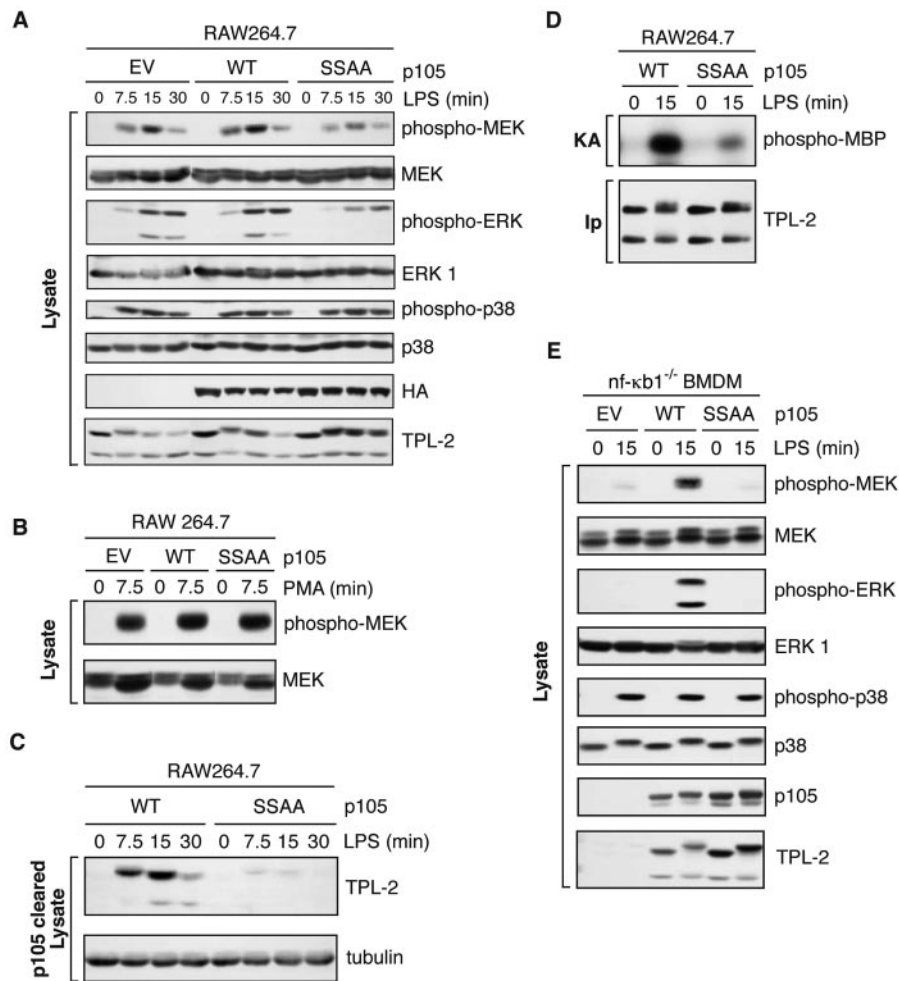 A
RAW264.7
EV WT SSAA p105
0 7.5 15 30 0 7.5 15 30 0 7.5 15 30 LPS (min)
phospho-MEK
MEK
phospho-ERK
ERK 1
phospho-p38
p38
HA
TPL-2
Lysate
B
RAW 264.7
EV WT SSAA p105
0 7.5 0 7.5 0 7.5 PMA (min)
phospho-MEK
MEK
Lysate
C
RAW264.7
WT SSAA p105
0 7.5 15 30 0 7.5 15 30 LPS (min)
TPL-2
tubulin
p105 cleared
Lysate
D
RAW264.7
WT SSAA p105
0 15 0 15 LPS (min)
KA phospho-MBP
Ip TPL-2
E
nf-κb1-/- BMDM
EV WT SSAA p105
0 15 0 15 0 15 LPS (min)
phospho-MEK
MEK
phospho-ERK
ERK 1
phospho-p38
p38
p105
TPL-2
Lysate